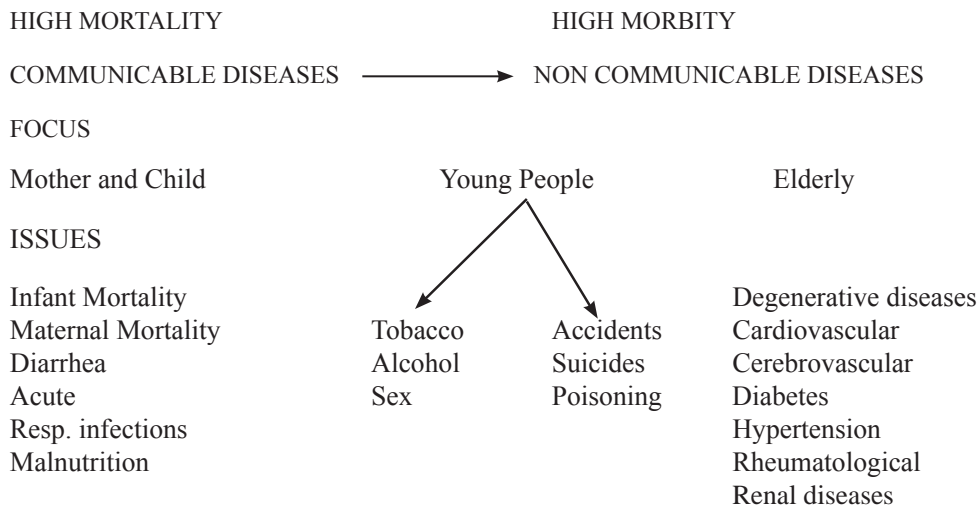 HIGH MORTALITY HIGH MORBITY
COMMUNICABLE DISEASES NON COMMUNICABLE DISEASES
FOCUS
Mother and Child Young People Elderly
ISSUES
Infant Mortality Degenerative diseases
Maternal Mortality Tobacco Accidents Cardiovascular
Diarrhea Alcohol Suicides Cerebrovascular
Acute Sex Poisoning Diabetes
Resp. infections Hypertension
Malnutrition Rheumatological
Renal diseases